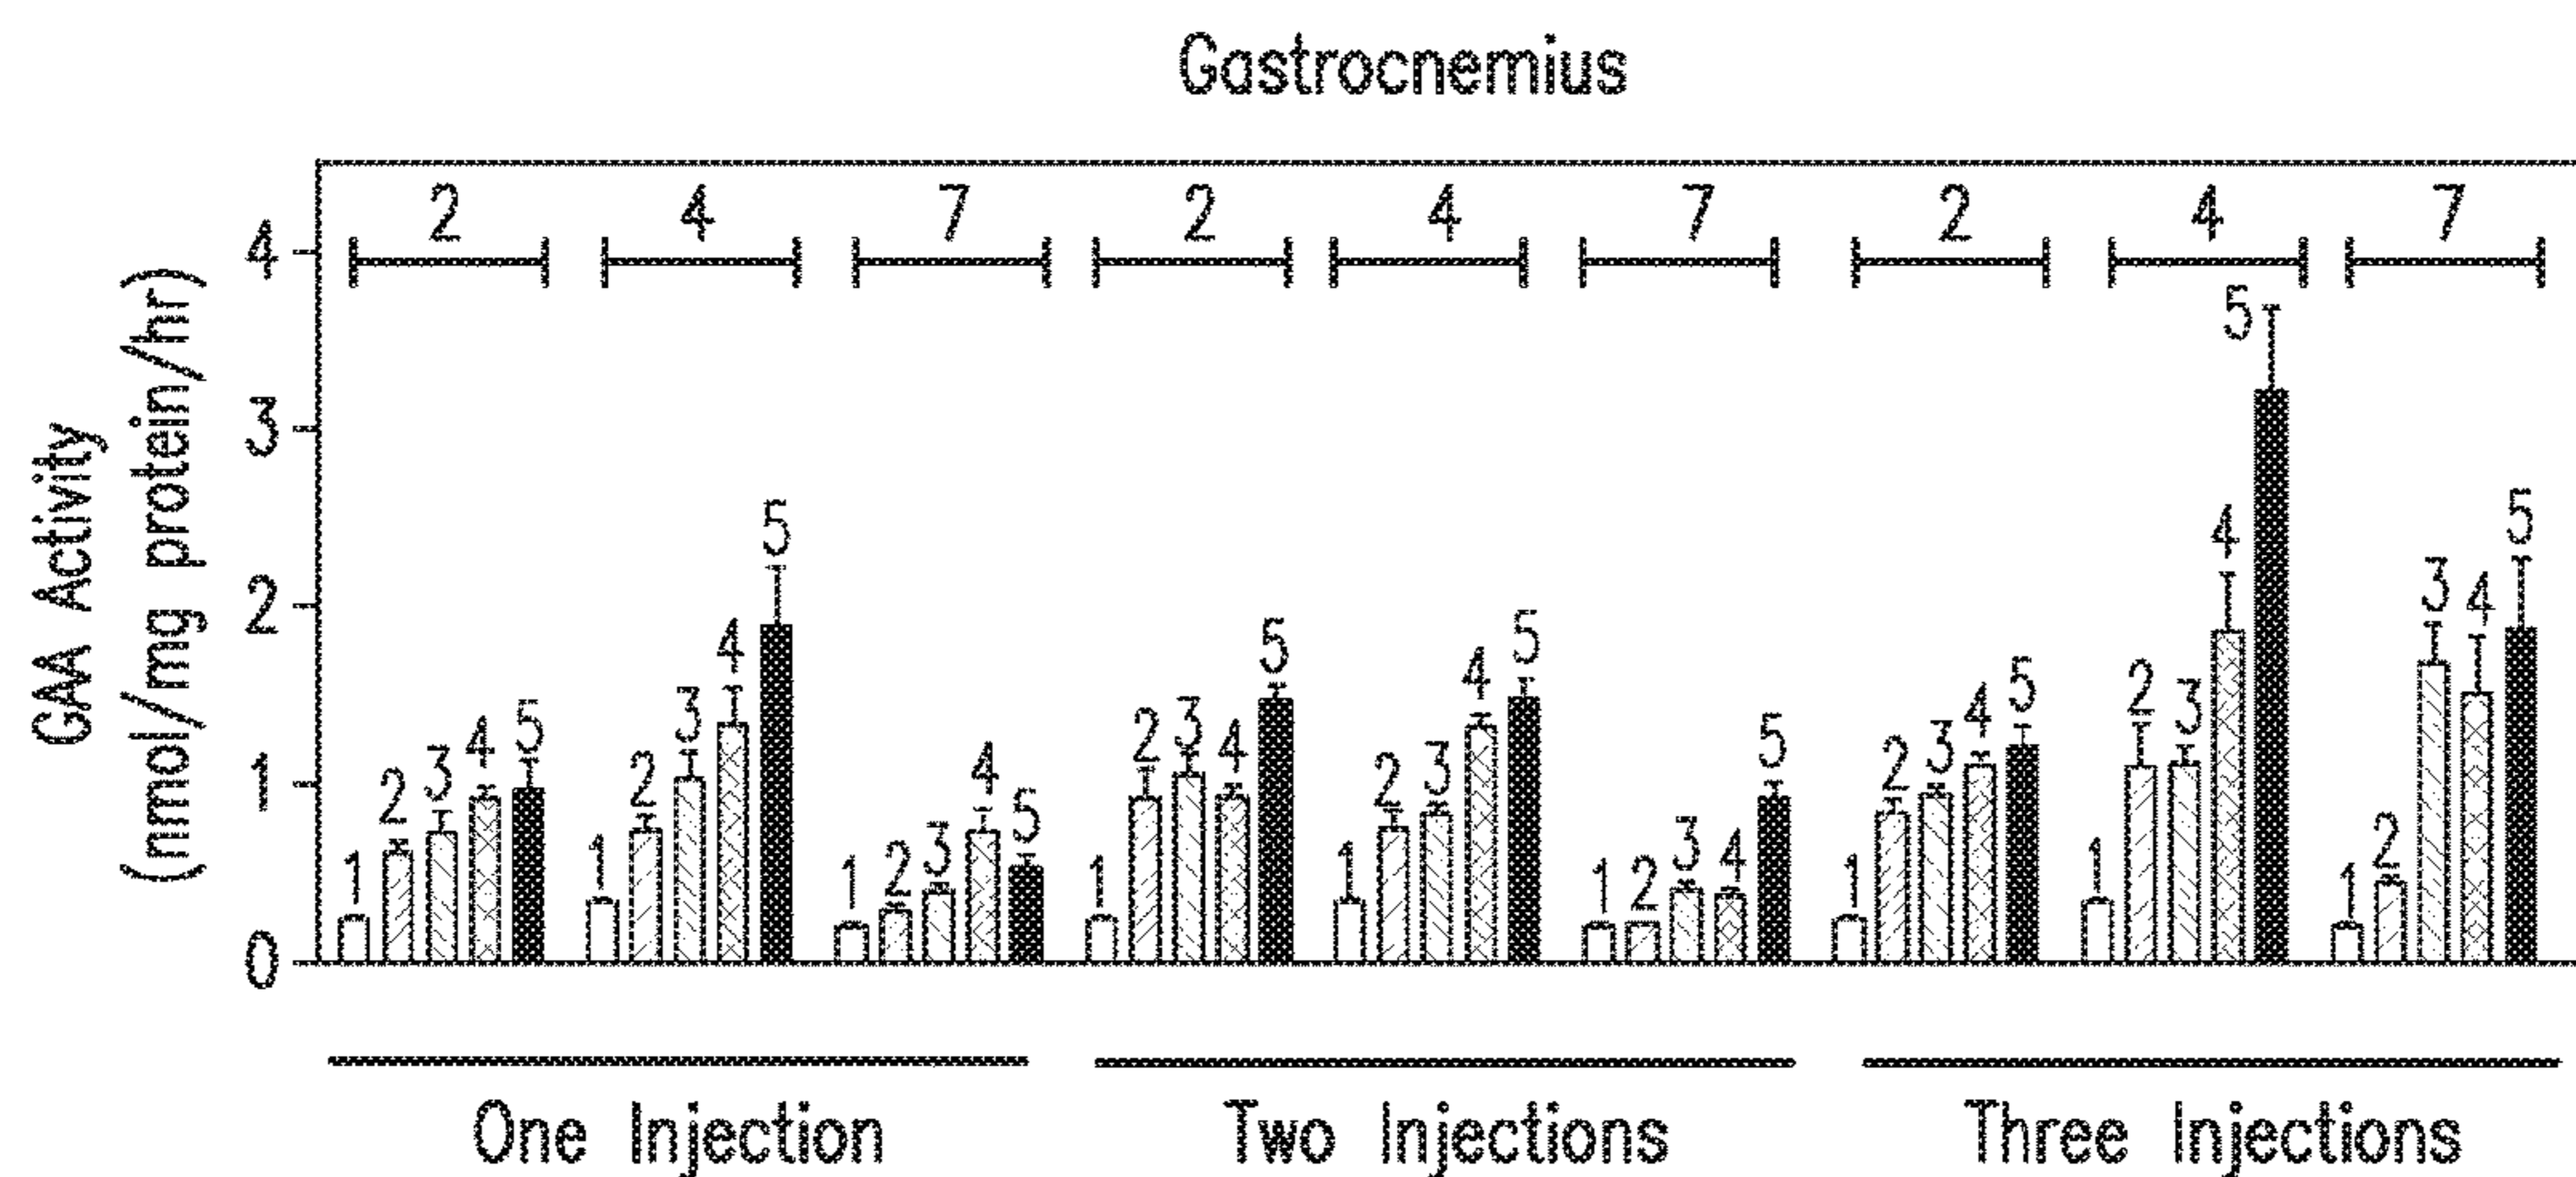 Gastrocnemius
GAA Activity
(nmol/mg protein/hr)
4
3
2
1
0
2 4 7 2 4 7 2 4 7
1 2 3 4 5 1 2 3 4 5 1 2 3 4 5 1 2 3 4 5 1 2 3 4 5 1 2 3 4 5 1 2 3 4 5 1 2 3 4 5 1 2 3 4 5
One Injection Two Injections Three Injections